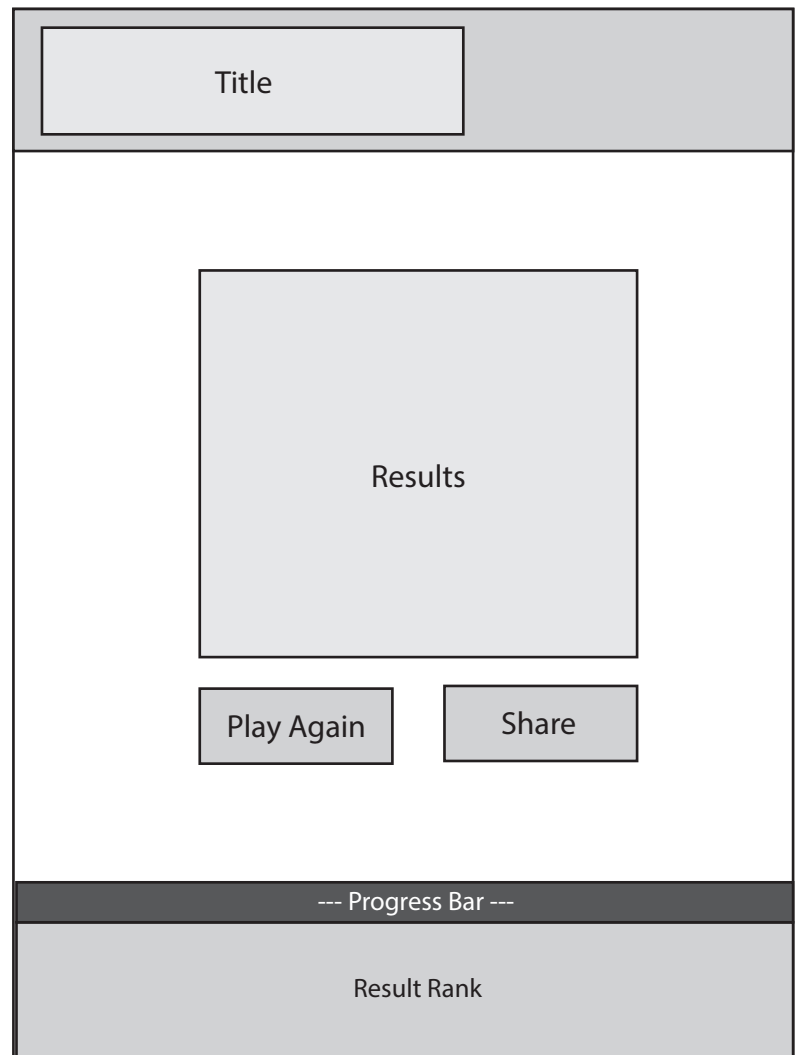 Title
Results
Play Again
Share
--- Progress Bar ---
Result Rank